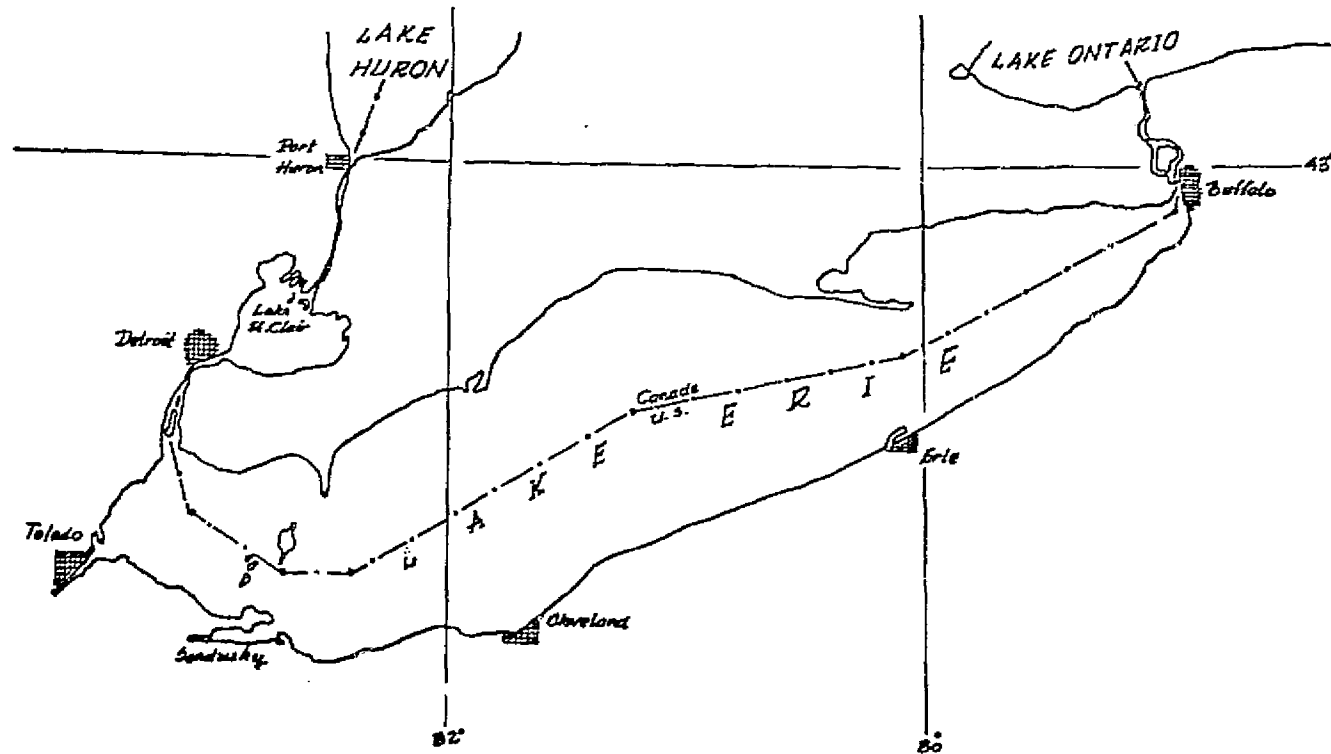 LAKE
HURON
LAKE ONTARIO
Port
Huron
43°
Buffalo
Lake
St. Clair
Detroit
Canada
U.S.
L A K E E R I E
Erie
Toledo
Cleveland
Sandusky
82°
80°